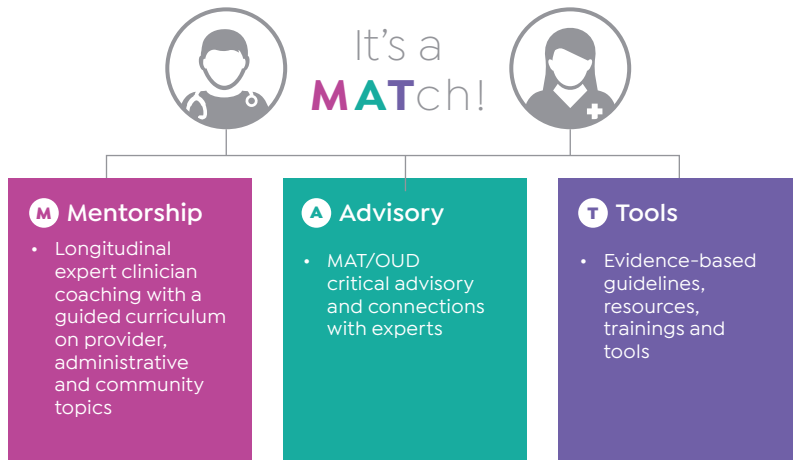 It's a
MATch!
M Mentorship
• Longitudinal
expert clinician
coaching with a
guided curriculum
on provider,
administrative
and community
topics
A Advisory
• MAT/OUD
critical advisory
and connections
with experts
T Tools
• Evidence-based
guidelines,
resources,
trainings and
tools